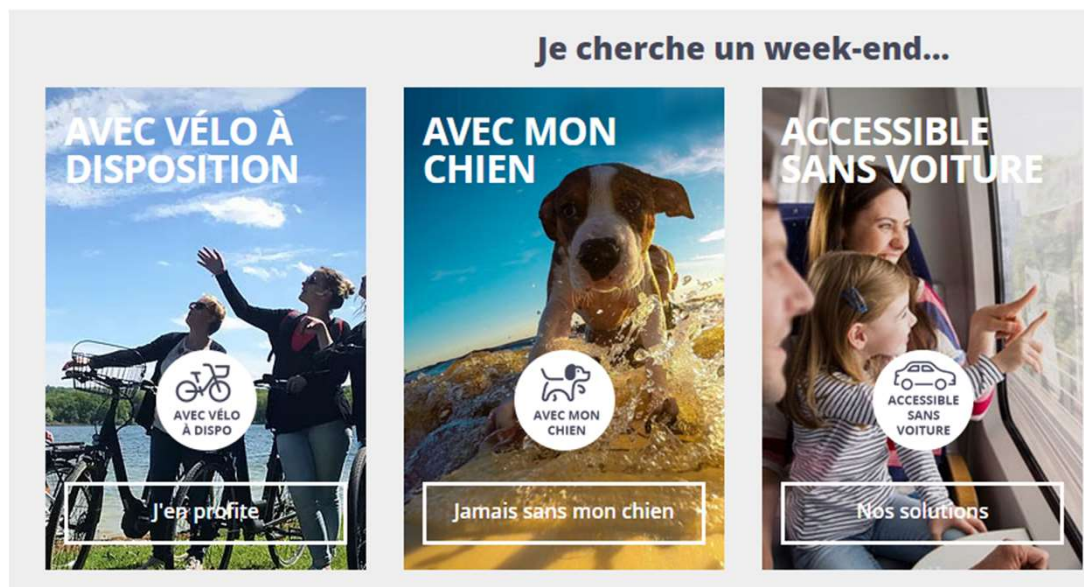 Je cherche un week-end...
AVEC VÉLO À
DISPOSITION
AVEC VÉLO
À DISPO
J'en profite
AVEC MON
CHIEN
AVEC MON
CHIEN
Jamais sans mon chien
ACCESSIBLE
SANS VOITURE
ACCESSIBLE
SANS
VOITURE
Nos solutions